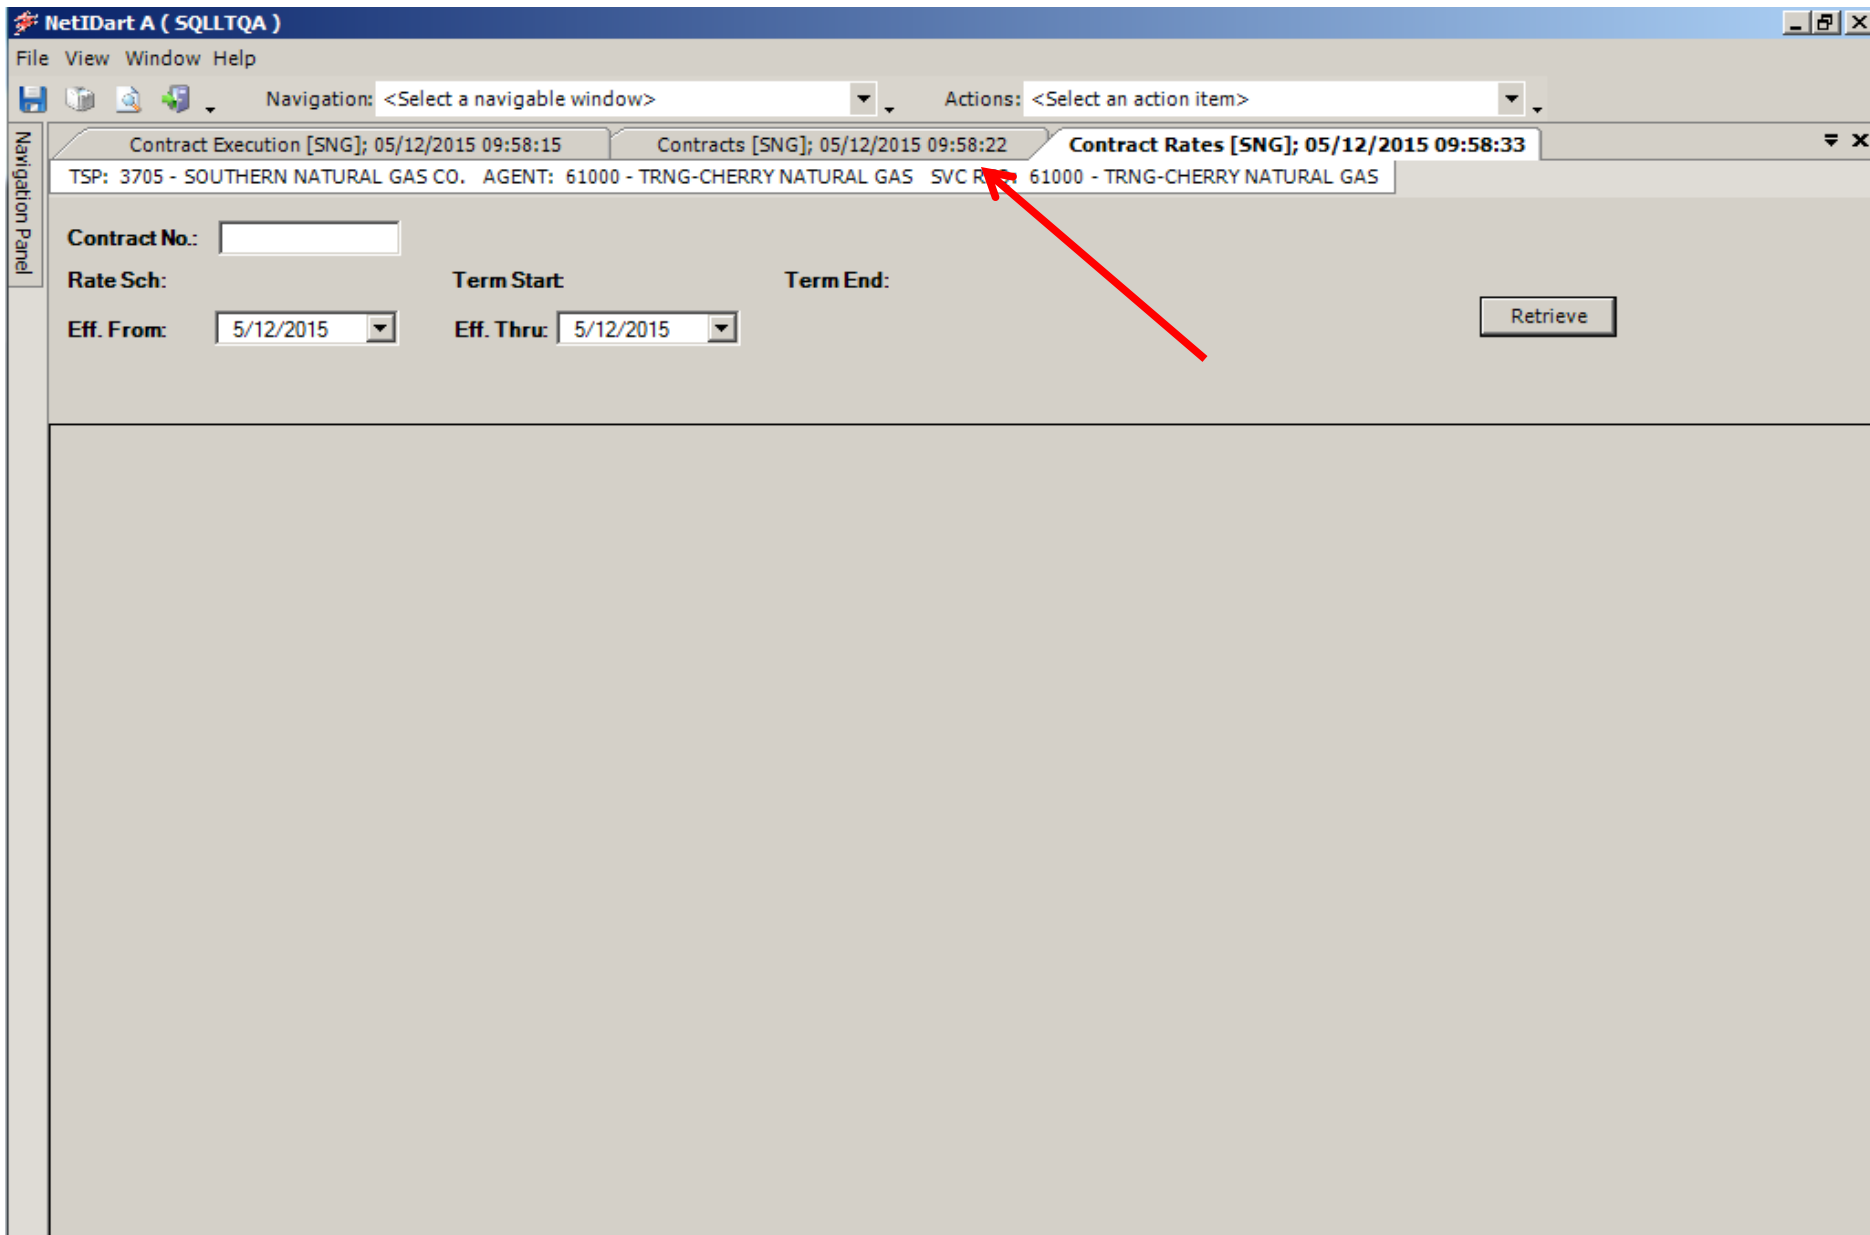 NetIDart A ( SQLLTQA )
File View Window Help
Navigation: <Select a navigable window> Actions: <Select an action item>
Navigation Panel
Contract Execution [SNG]; 05/12/2015 09:58:15 Contracts [SNG]; 05/12/2015 09:58:22 Contract Rates [SNG]; 05/12/2015 09:58:33
TSP: 3705 - SOUTHERN NATURAL GAS CO. AGENT: 61000 - TRNG-CHERRY NATURAL GAS SVC 61000 - TRNG-CHERRY NATURAL GAS
Contract No.:
Rate Sch: Term Start: Term End:
Eff. From: 5/12/2015 Eff. Thru: 5/12/2015 Retrieve